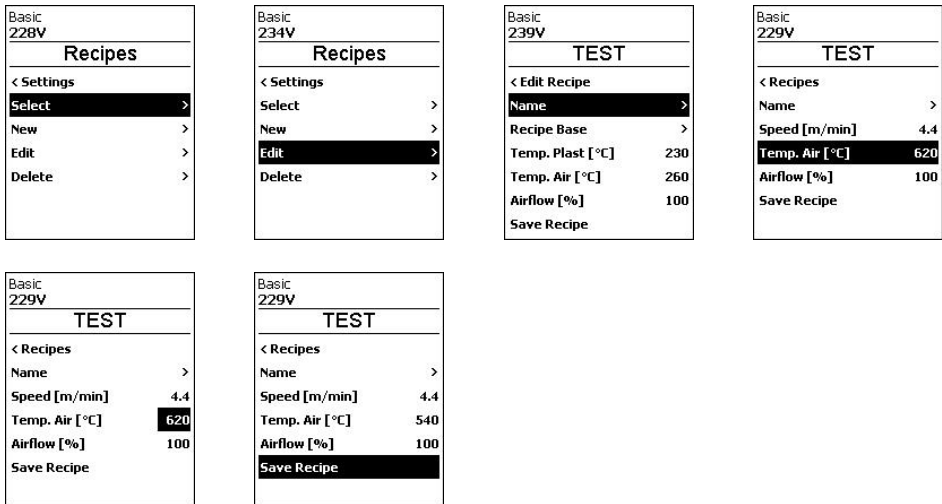 Basic
228V
Recipes
< Settings
Select >
New >
Edit >
Delete >
Basic
234V
Recipes
< Settings
Select >
New >
Edit >
Delete >
Basic
239V
TEST
< Edit Recipe
Name >
Recipe Base >
Temp. Plast [°C] 230
Temp. Air [°C] 260
Airflow [%] 100
Save Recipe
Basic
229V
TEST
< Recipes
Name >
Speed [m/min] 4.4
Temp. Air [°C] 620
Airflow [%] 100
Save Recipe
Basic
229V
TEST
< Recipes
Name >
Speed [m/min] 4.4
Temp. Air [°C] 620
Airflow [%] 100
Save Recipe
Basic
229V
TEST
< Recipes
Name >
Speed [m/min] 4.4
Temp. Air [°C] 540
Airflow [%] 100
Save Recipe